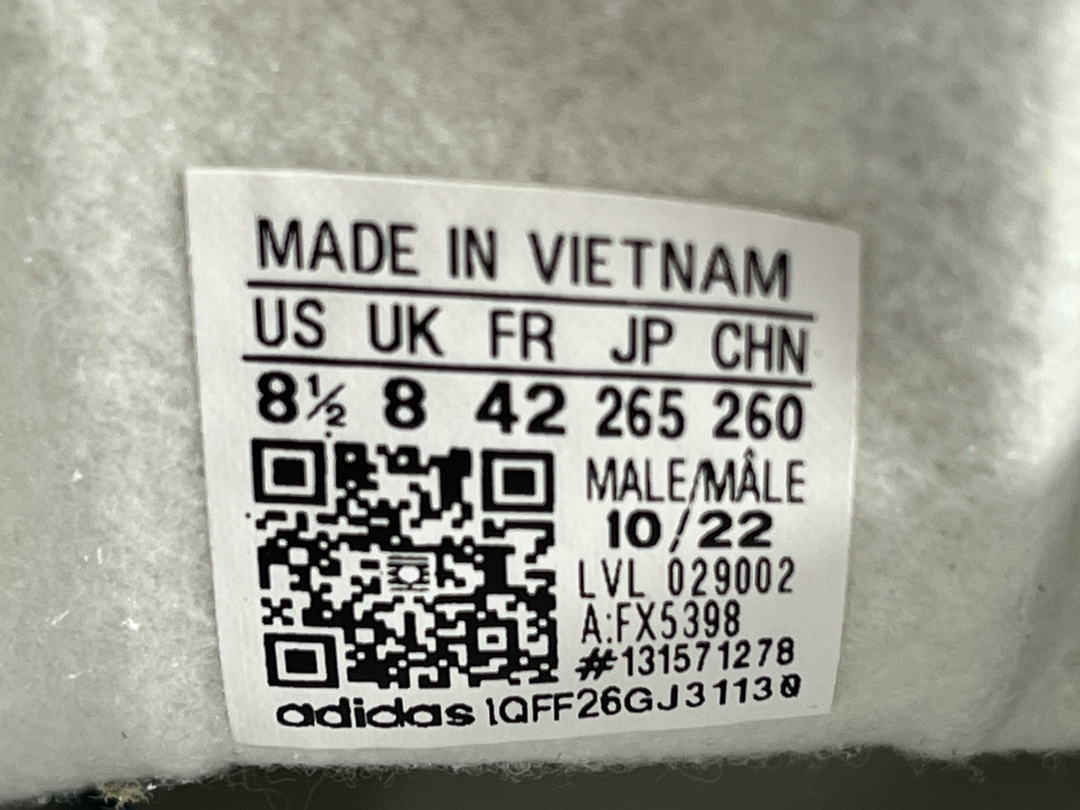 MADE IN VIETNAM
US UK FR JP CHN
8½ 8 42 265 260
MALE/MÂLE
10/22
LVL 029002
A:FX5398
#131571278
adidas 1QFF26GJ31130